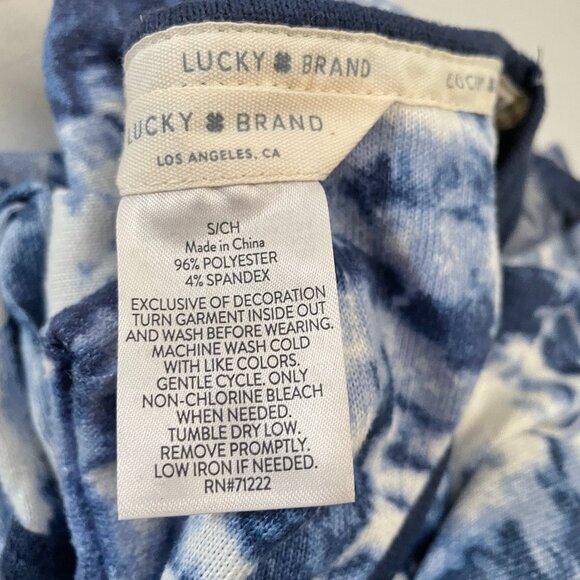 LUCKY BRAND
LUCKY BRAND
LOS ANGELES, CA
S/CH
Made in China
96% POLYESTER
4% SPANDEX
EXCLUSIVE OF DECORATION
TURN GARMENT INSIDE OUT
AND WASH BEFORE WEARING.
MACHINE WASH COLD
WITH LIKE COLORS.
GENTLE CYCLE. ONLY
NON-CHLORINE BLEACH
WHEN NEEDED.
TUMBLE DRY LOW.
REMOVE PROMPTLY.
LOW IRON IF NEEDED.
RN#71222